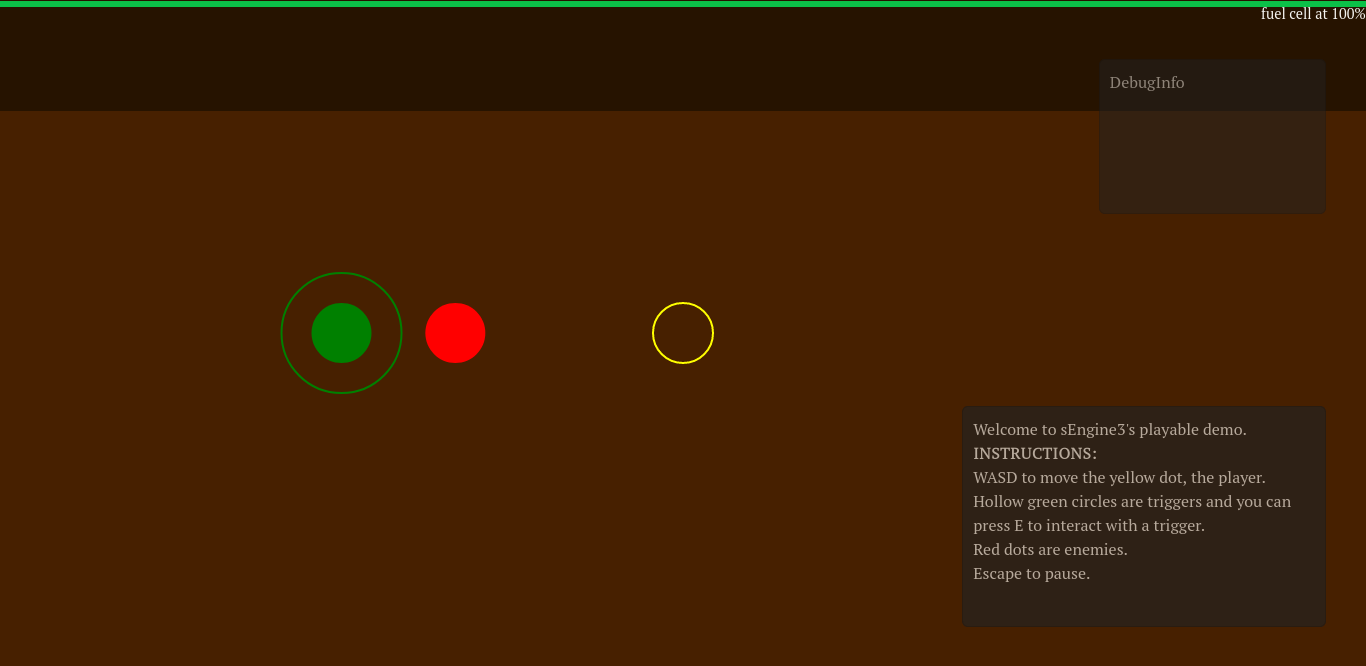 fuel cell at 100%
DebugInfo
Welcome to sEngine3's playable demo.
INSTRUCTIONS:
WASD to move the yellow dot, the player.
Hollow green circles are triggers and you can
press E to interact with a trigger.
Red dots are enemies.
Escape to pause.